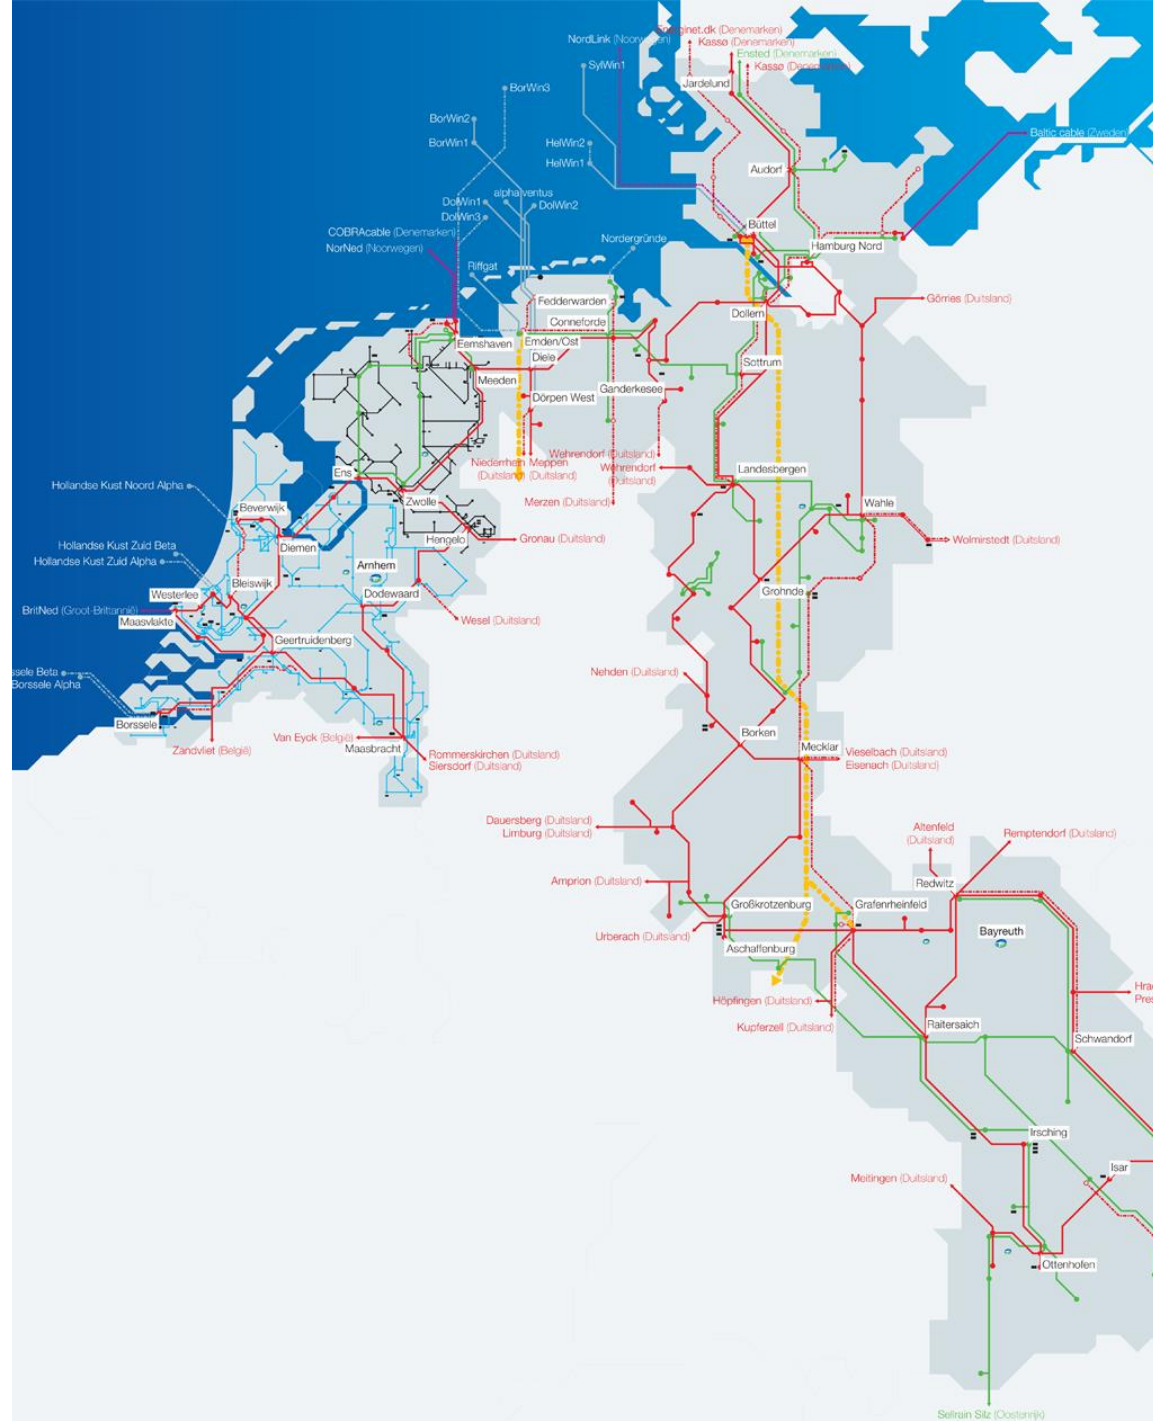 NordLink (Noorwegen)
Energinet.dk (Denemarken)
Kassø (Denemarken)
Ensted (Denemarken)
Kassø (Denemarken)
SylWin1
Jardelund
BorWin3
BorWin2
BorWin1
HelWin2
HelWin1
Baltic cable (Zweden)
Audorf
alpha ventus
DolWin1
DolWin2
DolWin3
Büttel
COBRAcable (Denemarken)
NorNed (Noorwegen)
Nordergründe
Hamburg Nord
Riffgat
Fedderwarden
Görries (Duitsland)
Conneforde
Dollern
Eemshaven
Emden/Ost
Diele
Sottrum
Meeden
Ganderkesee
Dörpen West
Niederrhein
(Duitsland)
Meppen
(Duitsland)
Wehrendorf (Duitsland)
Wehrendorf
(Duitsland)
Landesbergen
Ens
Hollandse Kust Noord Alpha
Zwolle
Merzen (Duitsland)
Wahle
Beverwijk
Hengelo
Gronau (Duitsland)
Wolmirstedt (Duitsland)
Diemen
Hollandse Kust Zuid Beta
Hollandse Kust Zuid Alpha
Arnhem
Bleiswijk
Westerlee
Dodewaard
Grohnde
BritNed (Groot-Brittannië)
Maasvlakte
Wesel (Duitsland)
Geertruidenberg
Nehden (Duitsland)
ssele Beta
Borssele Alpha
Borssele
Zandvliet (België)
Van Eyck (België)
Maasbracht
Rommerskirchen (Duitsland)
Siersdorf (Duitsland)
Borken
Mecklar
Vieselbach (Duitsland)
Eisenach (Duitsland)
Dauersberg (Duitsland)
Limburg (Duitsland)
Altenfeld
(Duitsland)
Remptendorf (Duitsland)
Amprion (Duitsland)
Redwitz
Großkrotzenburg
Grafenrheinfeld
Bayreuth
Urberach (Duitsland)
Aschaffenburg
Höpfingen (Duitsland)
Hra
Pres
Kupferzell (Duitsland)
Raitersaich
Schwandorf
Irsching
Isar
Meitingen (Duitsland)
Ottenhofen
Sellrain Silz (Oostenrijk)